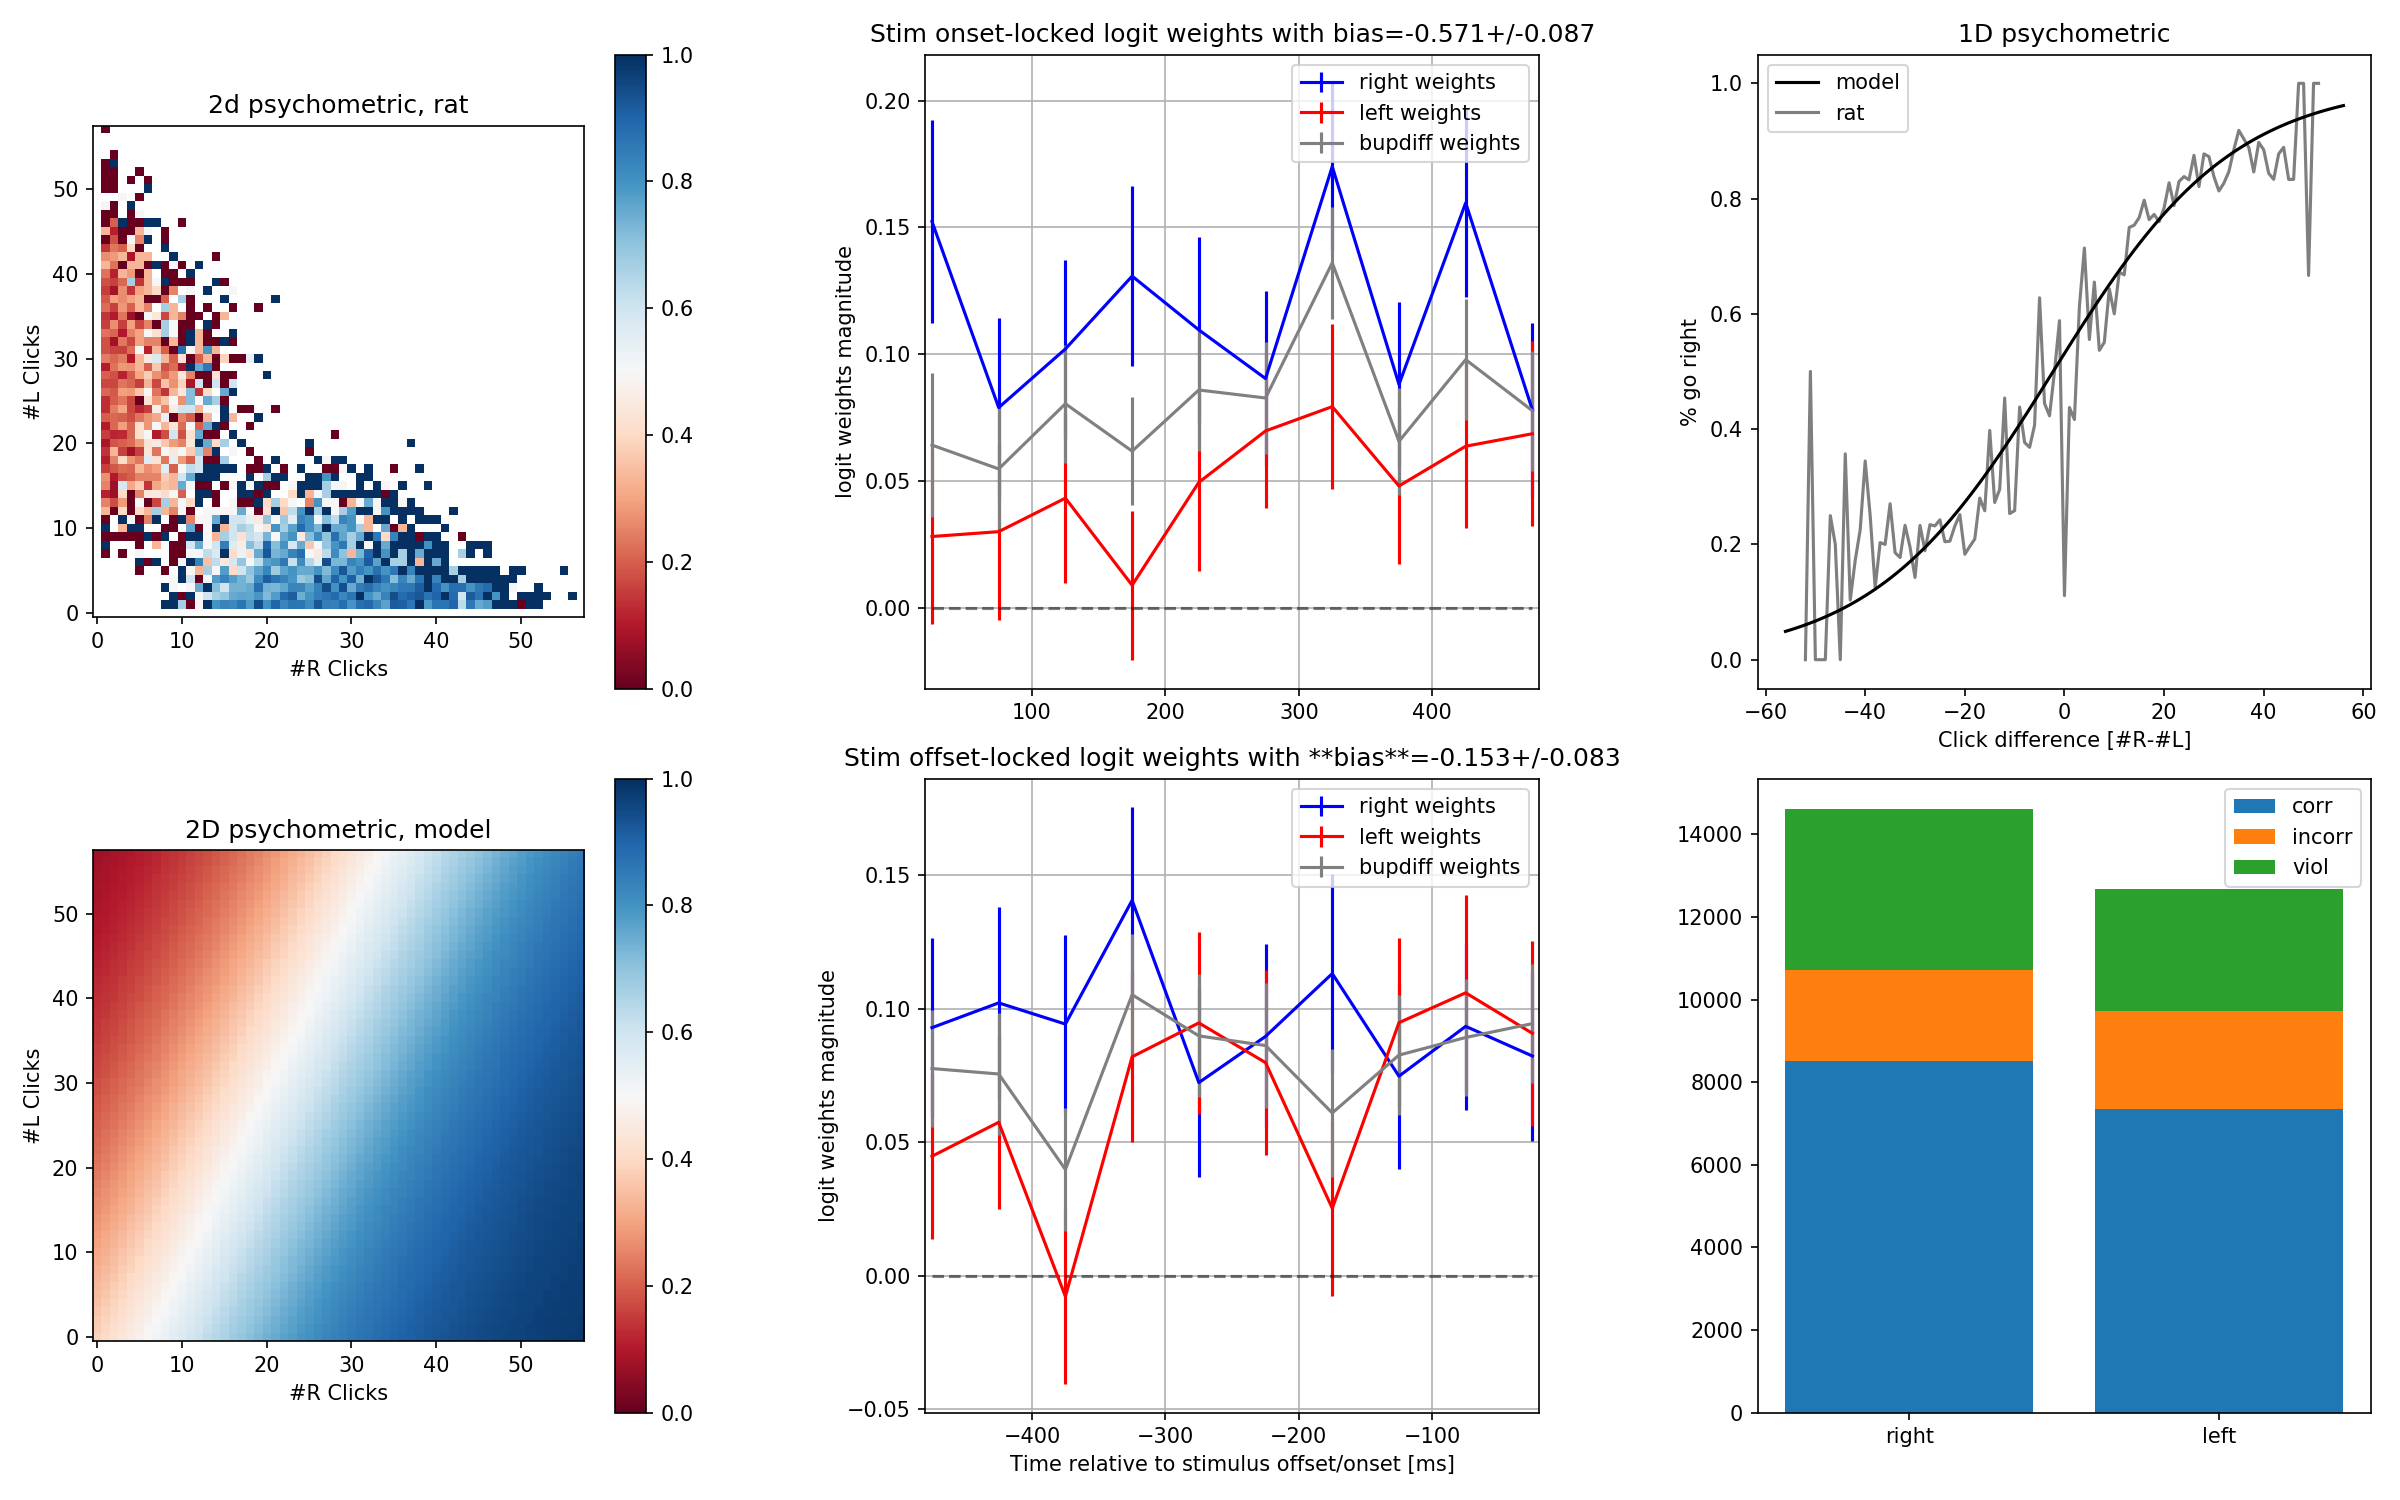 2d psychometric, rat
#L Clicks
50
40
30
20
10
0
0 10 20 30 40 50
#R Clicks
1.0
0.8
0.6
0.4
0.2
0.0
Stim onset-locked logit weights with bias=-0.571+/-0.087
right weights
left weights
bupdiff weights
logit weights magnitude
0.20
0.15
0.10
0.05
0.00
100 200 300 400
1D psychometric
model
rat
% go right
1.0
0.8
0.6
0.4
0.2
0.0
−60 −40 −20 0 20 40 60
Click difference [#R-#L]
2D psychometric, model
#L Clicks
50
40
30
20
10
0
0 10 20 30 40 50
#R Clicks
1.0
0.8
0.6
0.4
0.2
0.0
Stim offset-locked logit weights with **bias**=-0.153+/-0.083
right weights
left weights
bupdiff weights
logit weights magnitude
0.15
0.10
0.05
0.00
−0.05
−400 −300 −200 −100
Time relative to stimulus offset/onset [ms]
corr
incorr
viol
14000
12000
10000
8000
6000
4000
2000
0
right left